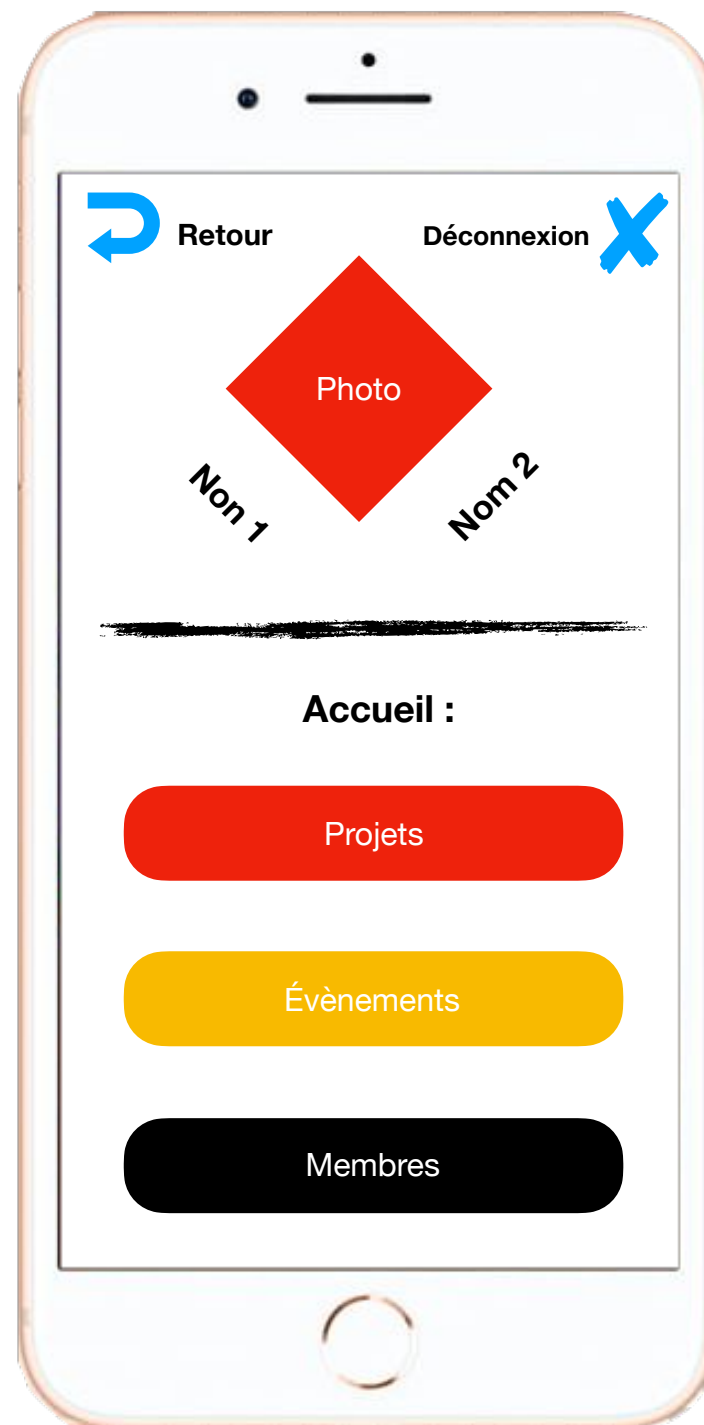 Retour
Déconnexion
Photo
Non 1
Nom 2
Accueil :
Projets
Évènements
Membres